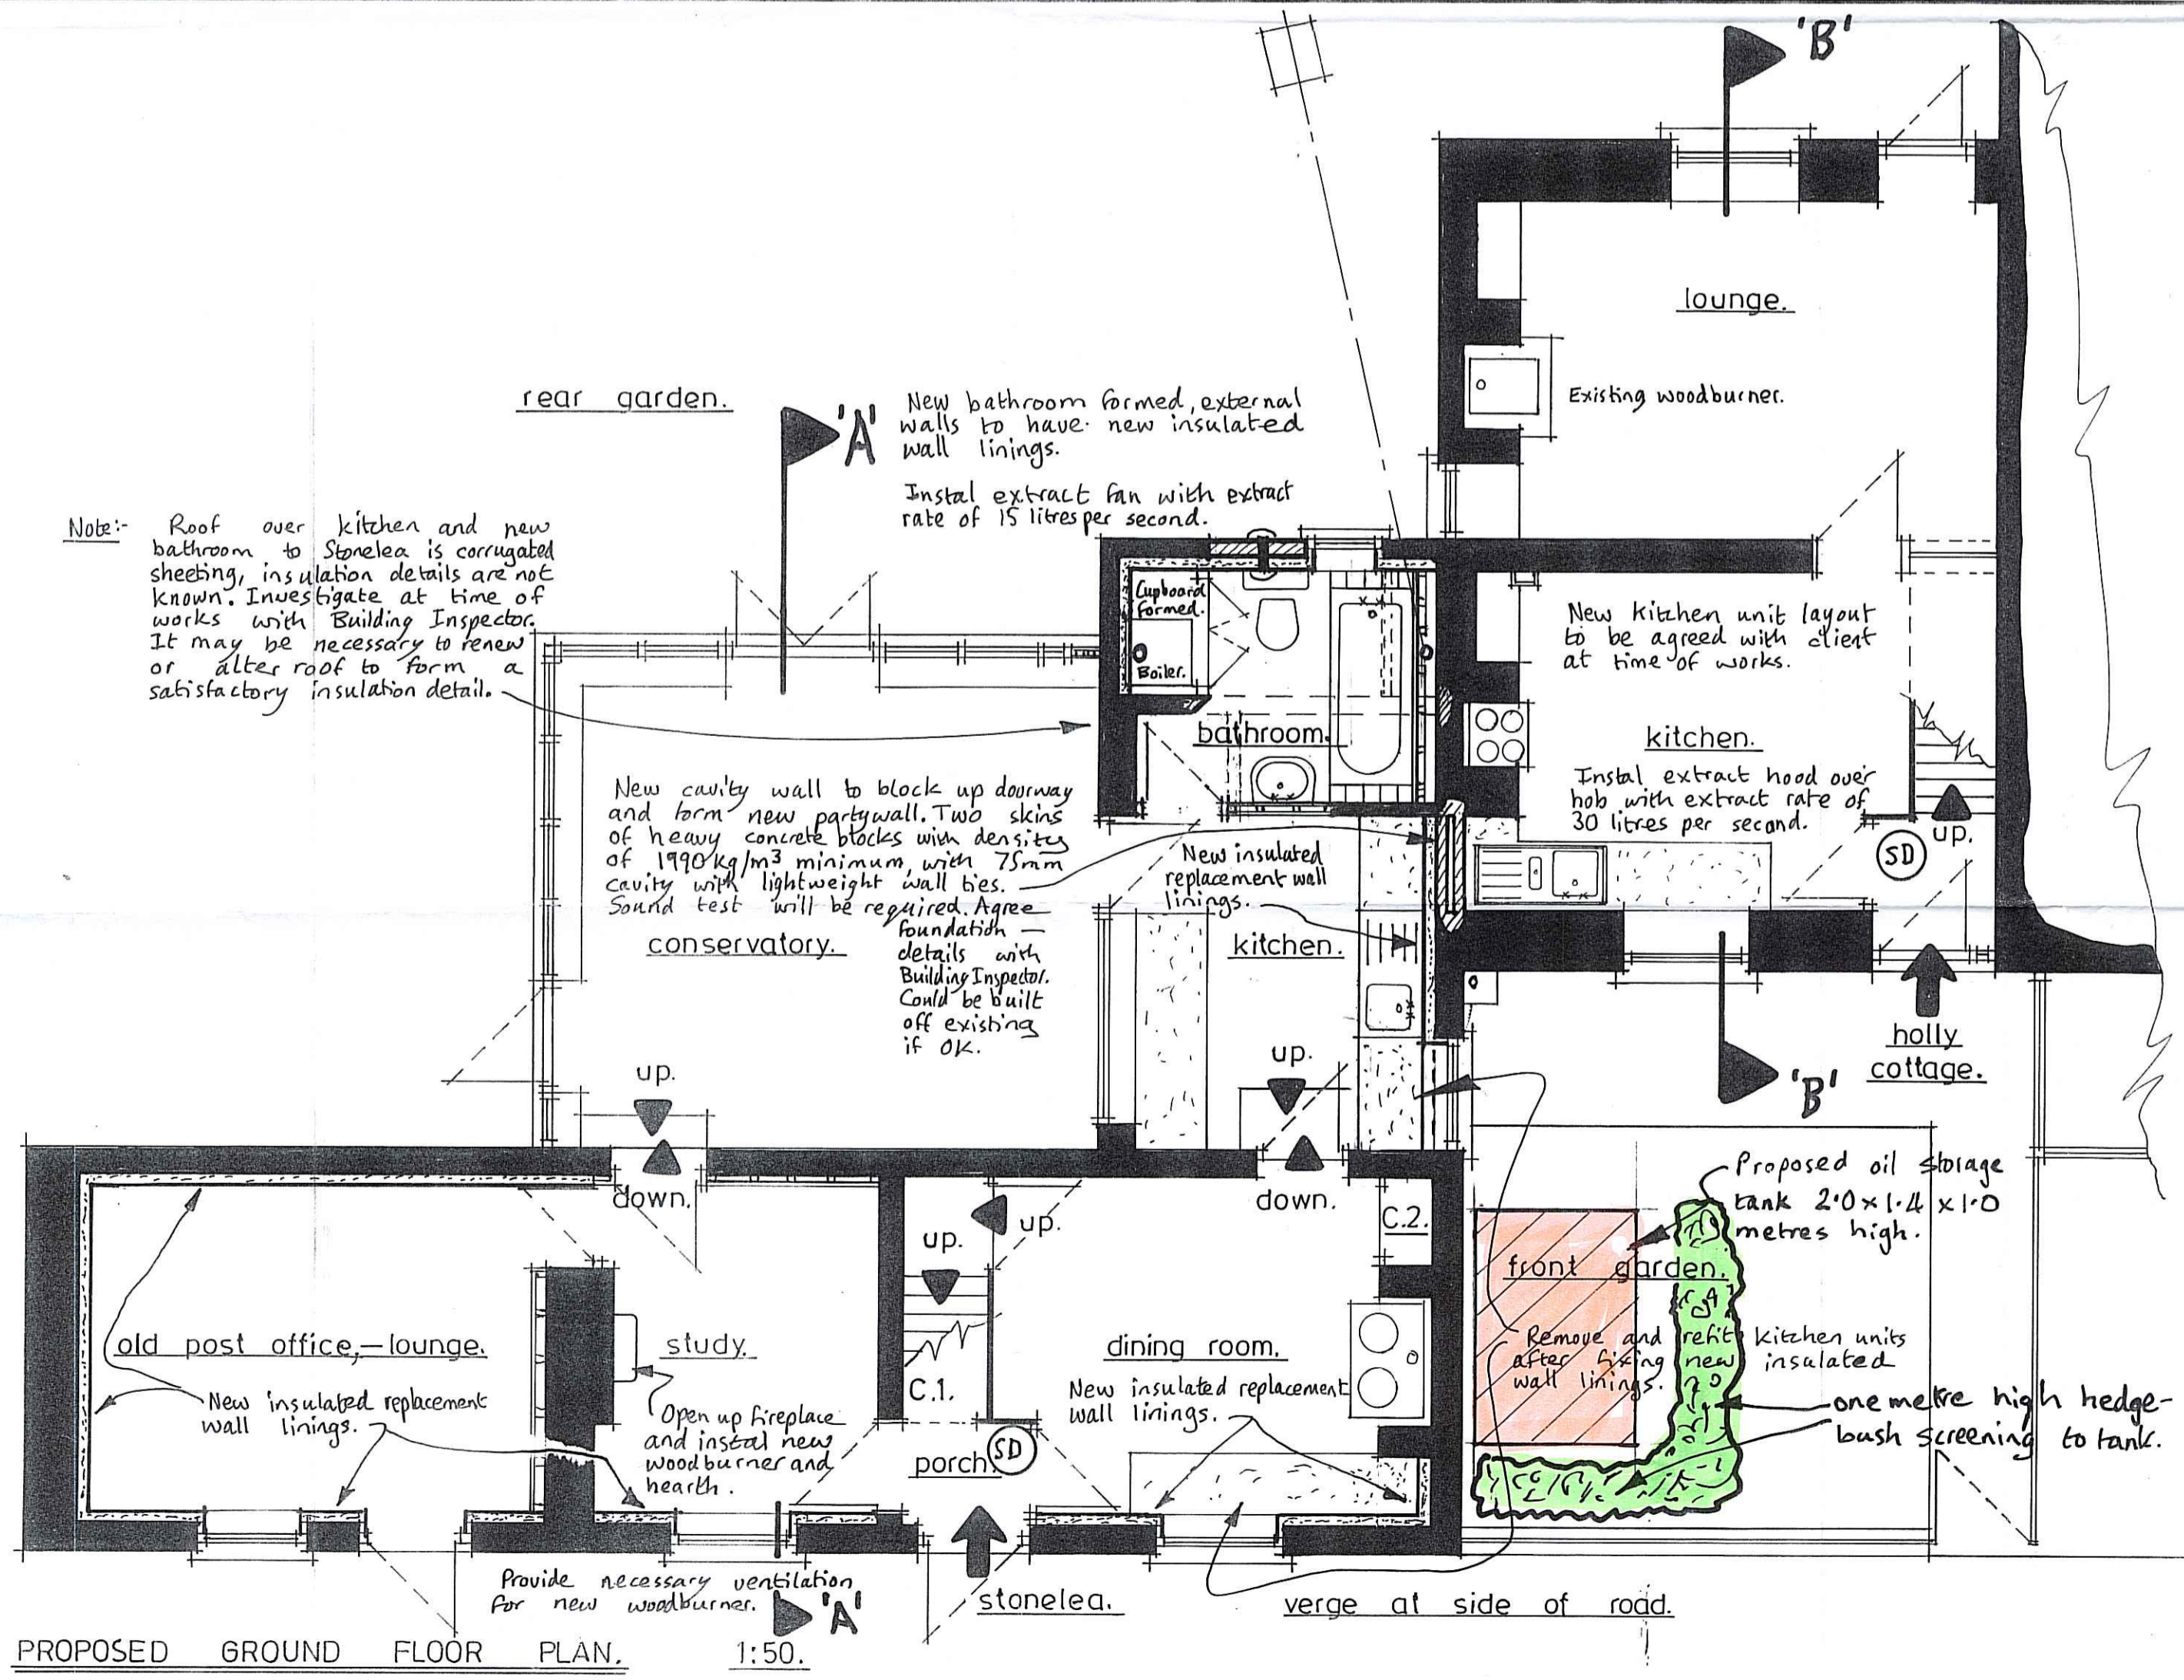 'B'
lounge.
Existing woodburner.
rear garden.
'A'
New bathroom formed, external
walls to have new insulated
wall linings.
Instal extract fan with extract
rate of 15 litres per second.
Note:- Roof over kitchen and new
bathroom to Stonelea is corrugated
sheeting, insulation details are not
known. Investigate at time of
works with Building Inspector.
It may be necessary to renew
or alter roof to form a
satisfactory insulation detail.
Cupboard
formed.
Boiler.
bathroom.
New kitchen unit layout
to be agreed with client
at time of works.
kitchen.
Instal extract hood over
hob with extract rate of
30 litres per second.
SD
up.
New cavity wall to block up doorway
and form new partywall. Two skins
of heavy concrete blocks with density
of 1990 kg/m³ minimum, with 75mm
cavity with lightweight wall ties.
Sound test will be required. Agree
foundation
details with
Building Inspector.
Could be built
off existing
if OK.
conservatory.
New insulated
replacement wall
linings.
kitchen.
holly
cottage.
'B'
up.
up.
down.
down.
up.
up.
C.2.
Proposed oil storage
tank 2.0 x 1.4 x 1.0
metres high.
front garden.
old post office,-lounge.
New insulated replacement
wall linings.
study.
Open up fireplace
and instal new
woodburner and
hearth.
C.1.
dining room.
New insulated replacement
wall linings.
porch.
SD
Remove and refit kitchen units
after fixing new insulated
wall linings.
one metre high hedge-
bush screening to tank.
Provide necessary ventilation
for new woodburner.
'A'
stonelea.
verge at side of road.
PROPOSED GROUND FLOOR PLAN. 1:50.